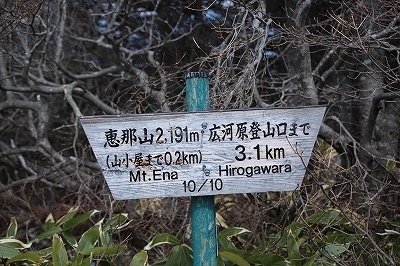 恵那山2,191m 広河原登山口まで
(山小屋まで0.2km) 3.1km
Mt.Ena Hirogawara
10/10